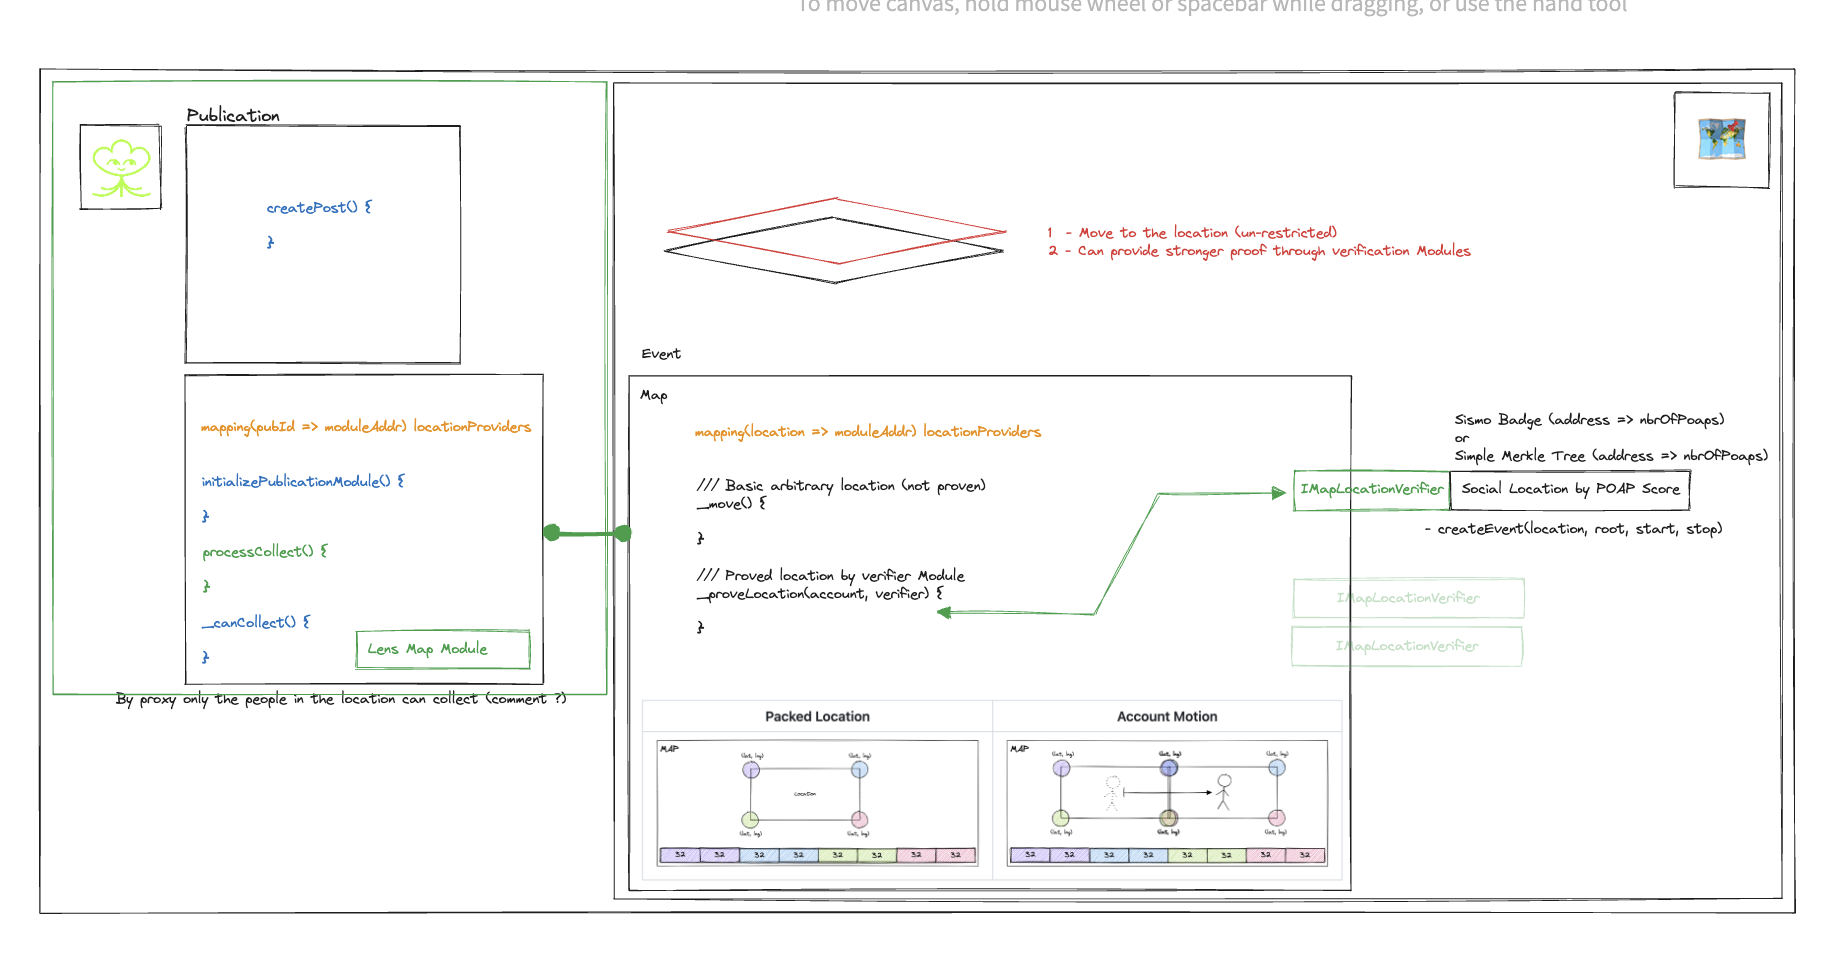 To move canvas, hold mouse wheel or spacebar while dragging, or use the hand tool
Publication
createPost() {
}
mapping(pubId => moduleAddr) locationProviders
initializePublicationModule() {
}
processCollect() {
}
_canCollect() {
}
Lens Map Module
By proxy only the people in the location can collect (comment ?)
1 - Move to the location (un-restricted)
2 - Can provide stronger proof through verification Modules
Event
Map
mapping(location => moduleAddr) locationProviders
/// Basic arbitrary location (not proven)
_move() {
}
/// Proved location by verifier Module
_proveLocation(account, verifier) {
}
Sismo Badge (address => nbrOfPoaps)
or
Simple Merkle Tree (address => nbrOfPoaps)
IMapLocationVerifier
Social Location by POAP Score
- createEvent(location, root, start, stop)
IMapLocationVerifier
IMapLocationVerifier
Packed Location
MAP
(lat, lng) (lat, lng)
Location
(lat, lng) (lat, lng)
32 32 32 32 32 32 32 32
Account Motion
MAP
(lat, lng) (lat, lng) (lat, lng)
(lat, lng) (lat, lng) (lat, lng)
32 32 32 32 32 32 32 32